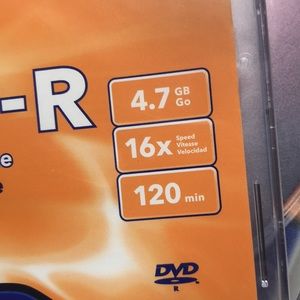 -R
4.7 GB
Go
16x Speed
Vitesse
Velocidad
120 min
e
e
DVD
R